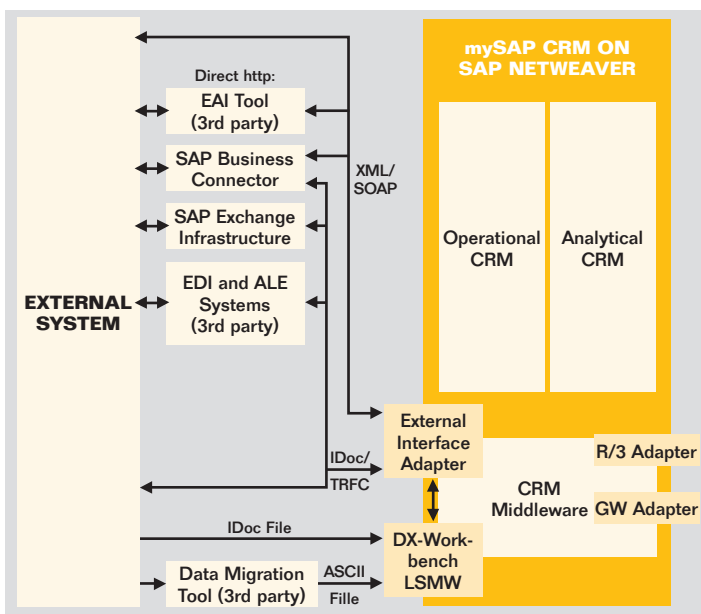 mySAP CRM ON
SAP NETWEAVER
Direct http:
EAI Tool
(3rd party)
SAP Business
Connector
XML/
SOAP
SAP Exchange
Infrastructure
Operational
CRM
Analytical
CRM
EXTERNAL
SYSTEM
EDI and ALE
Systems
(3rd party)
External
Interface
Adapter
R/3 Adapter
IDoc/
TRFC
CRM
Middleware
GW Adapter
IDoc File
DX-Work-
bench
LSMW
Data Migration
Tool (3rd party)
ASCII
Fille